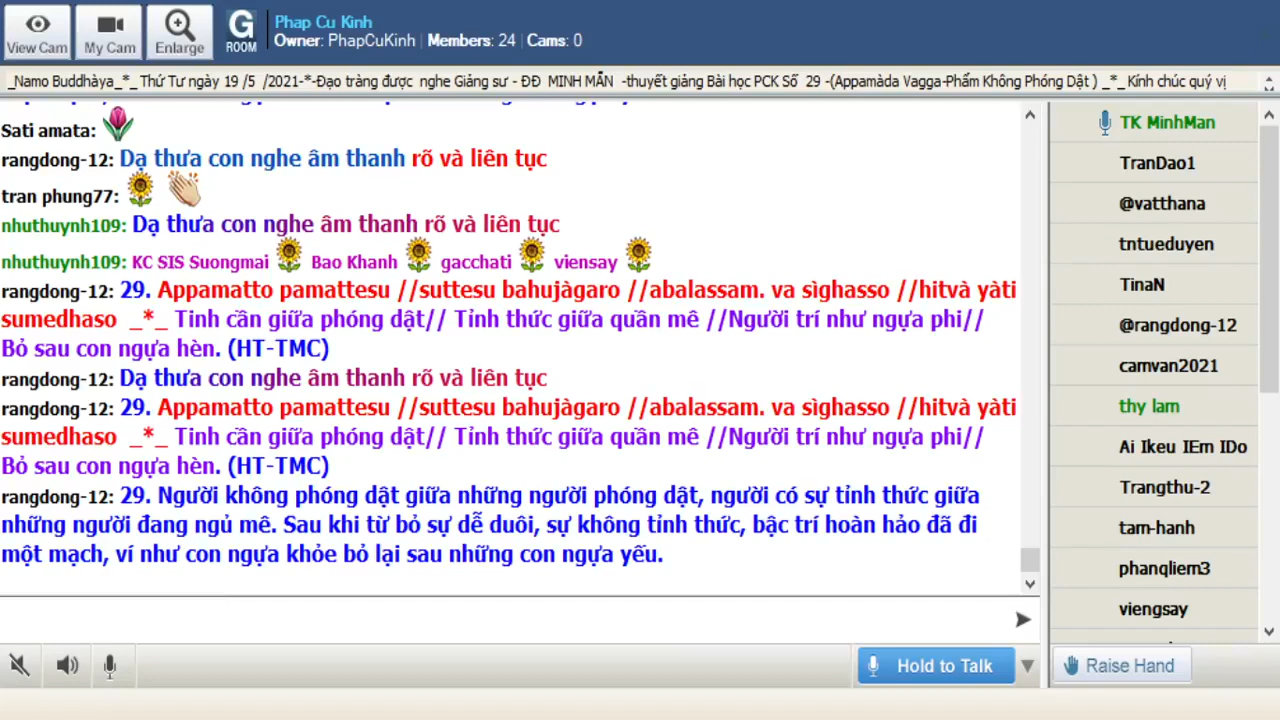 View Cam
My Cam
Enlarge
G
ROOM
Phap Cu Kinh
Owner: PhapCuKinh | Members: 24 | Cams: 0
_Namo Buddhàya_*_ Thứ Tư ngày 19 /5 /2021-*-Đạo tràng được nghe Giảng sư - ĐĐ MINH MẪN -thuyết giảng Bài học PCK Số 29 -(Appamàda Vagga-Phẩm Không Phóng Dật ) _*_ Kính chúc quý vị
Sati amata:
rangdong-12: Dạ thưa con nghe âm thanh rõ và liên tục
tran phung77:
nhuthuynh109: Dạ thưa con nghe âm thanh rõ và liên tục
nhuthuynh109: KC SIS Suongmai Bao Khanh gacchati viensay
rangdong-12: 29. Appamatto pamattesu //suttesu bahujàgaro //abalassam. va sìghasso //hitvà yàti
sumedhaso _*_ Tinh cần giữa phóng dật// Tỉnh thức giữa quần mê //Người trí như ngựa phi//
Bỏ sau con ngựa hèn. (HT-TMC)
rangdong-12: Dạ thưa con nghe âm thanh rõ và liên tục
rangdong-12: 29. Appamatto pamattesu //suttesu bahujàgaro //abalassam. va sìghasso //hitvà yàti
sumedhaso _*_ Tinh cần giữa phóng dật// Tỉnh thức giữa quần mê //Người trí như ngựa phi//
Bỏ sau con ngựa hèn. (HT-TMC)
rangdong-12: 29. Người không phóng dật giữa những người phóng dật, người có sự tỉnh thức giữa
những người đang ngủ mê. Sau khi từ bỏ sự dễ duôi, sự không tỉnh thức, bậc trí hoàn hảo đã đi
một mạch, ví như con ngựa khỏe bỏ lại sau những con ngựa yếu.
TK MinhMan
TranDao1
@vatthana
tntueduyen
TinaN
@rangdong-12
camvan2021
thy lam
Ai Ikeu IEm IDo
Trangthu-2
tam-hanh
phanqliem3
viengsay
Hold to Talk
Raise Hand